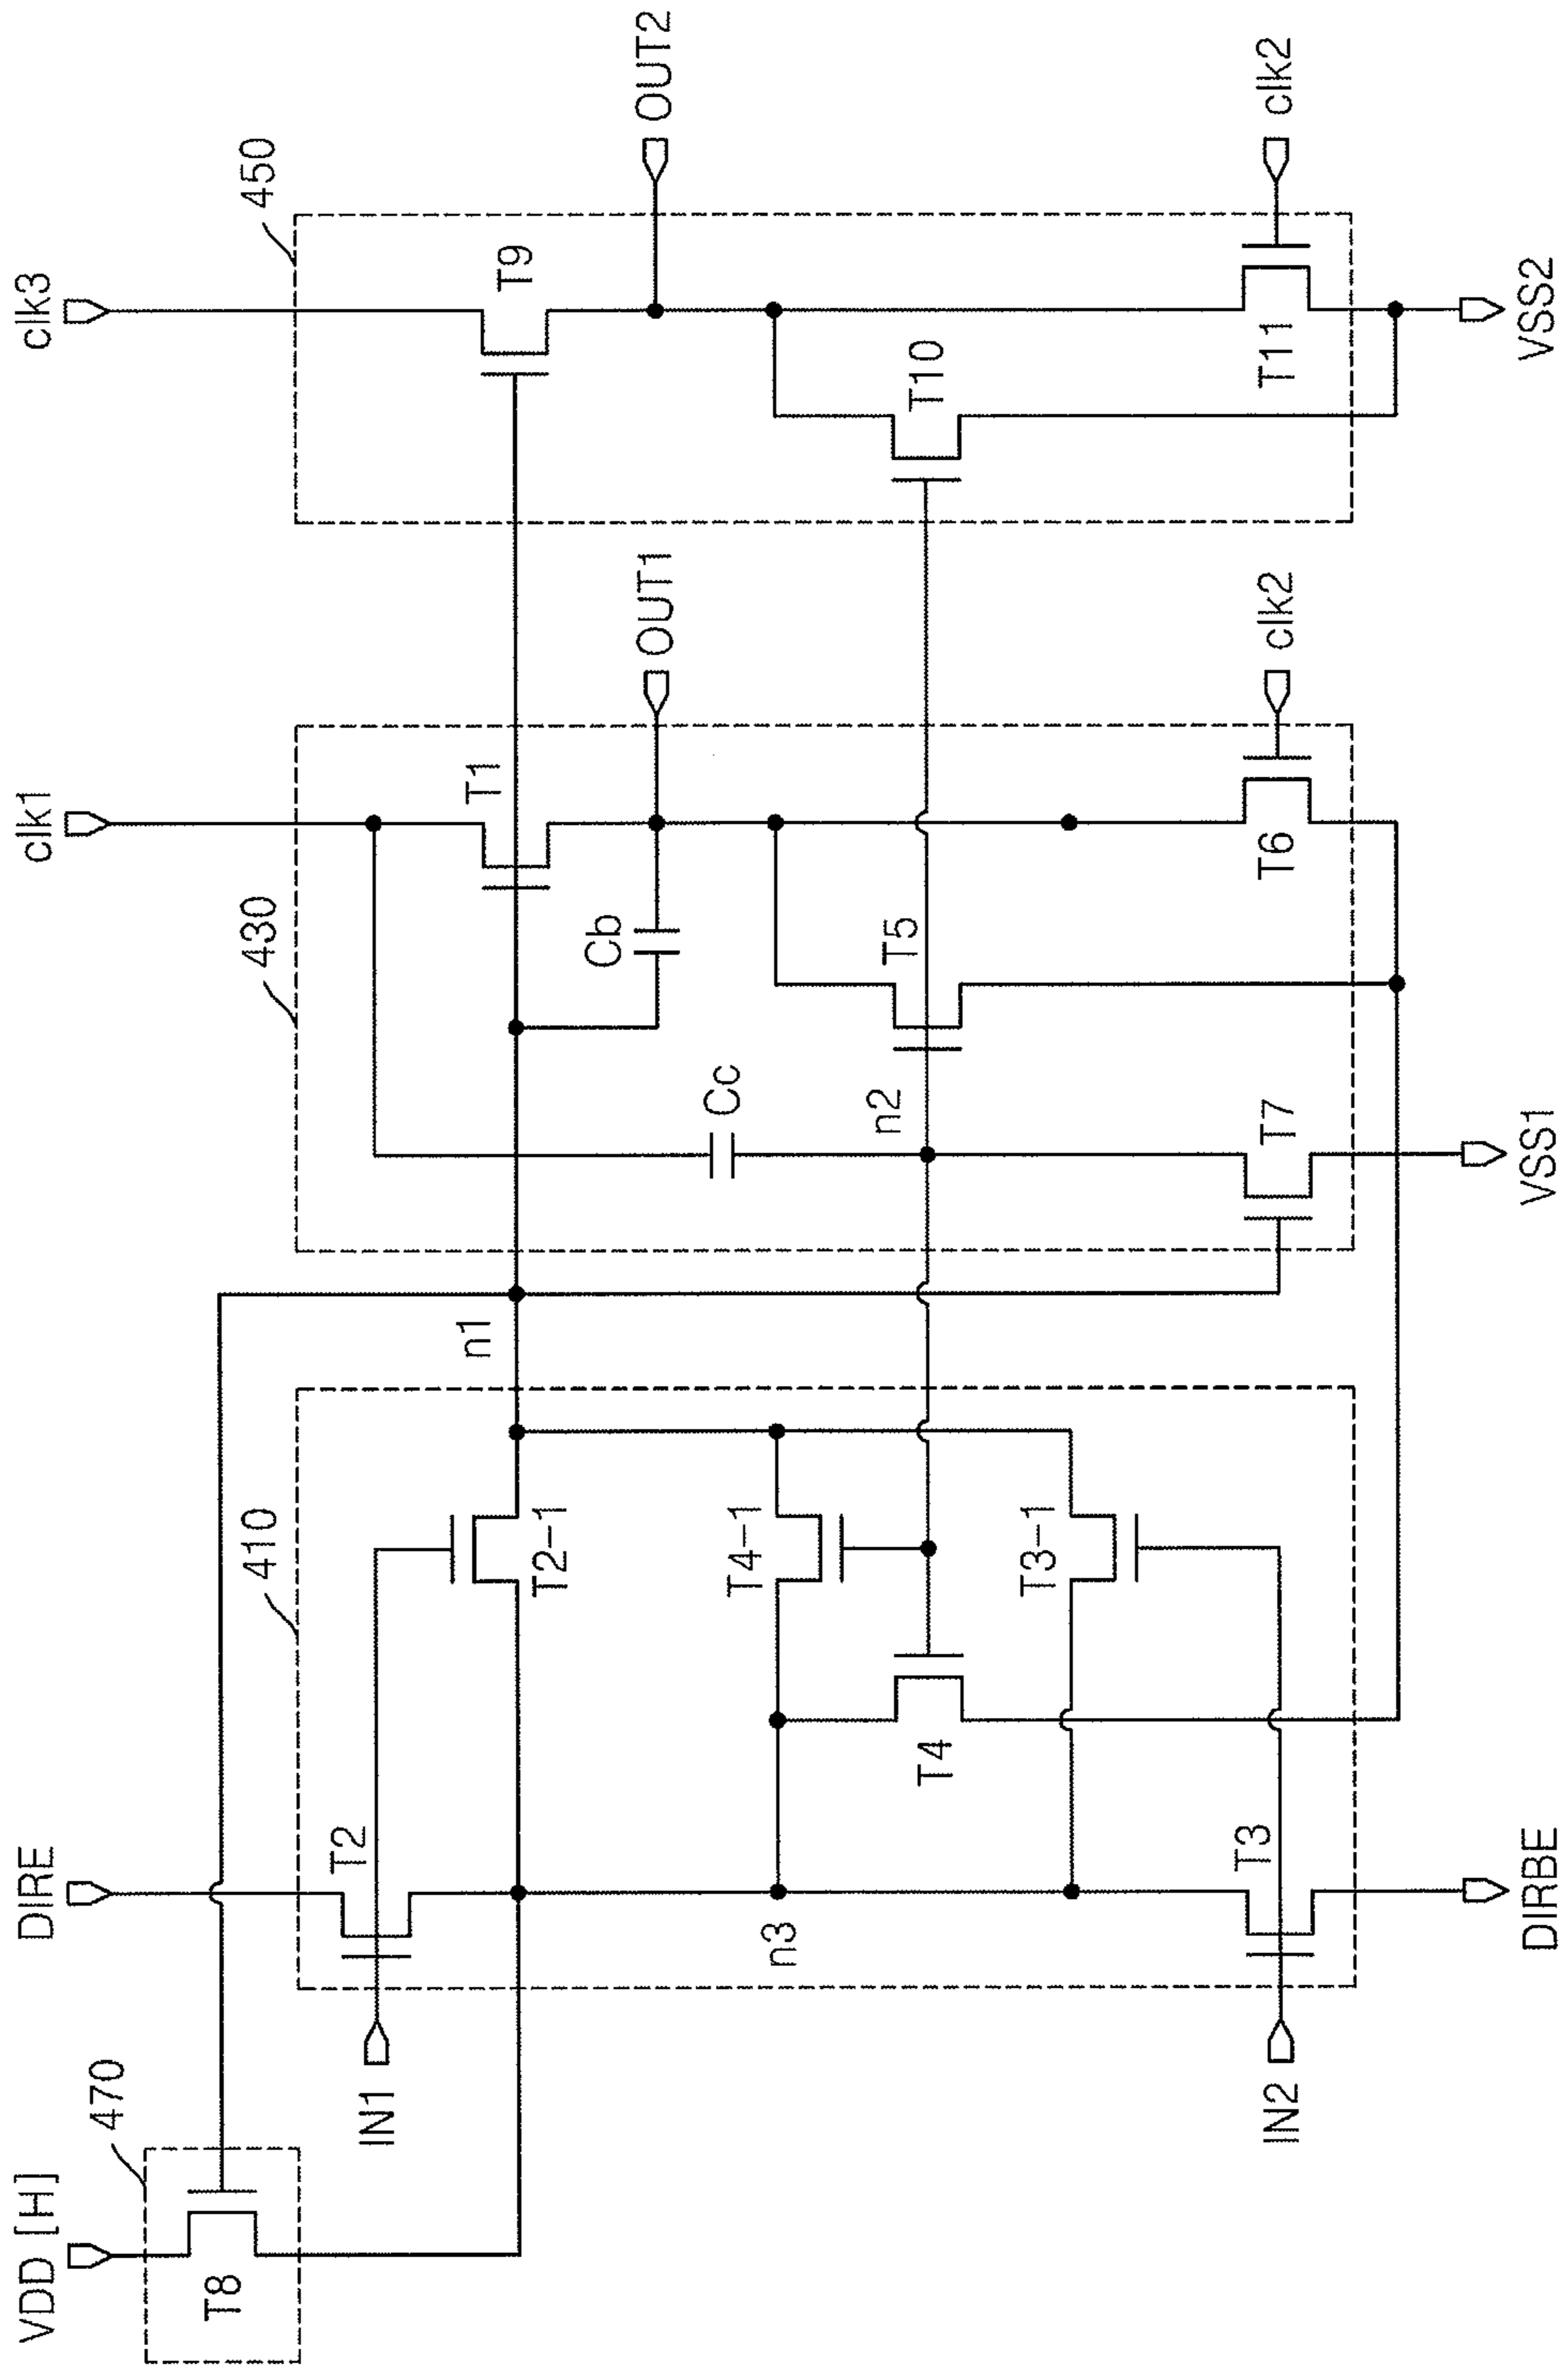 VDD [H]
DIRE
clk1
clk3
470
410
430
450
T8
T2
T2-1
n1
T1
T9
IN1
Cb
OUT1
OUT2
n3
T4-1
Cc
T4
n2
T5
T10
T3-1
T3
T7
T6
T11
IN2
clk2
clk2
DIRBE
VSS1
VSS2